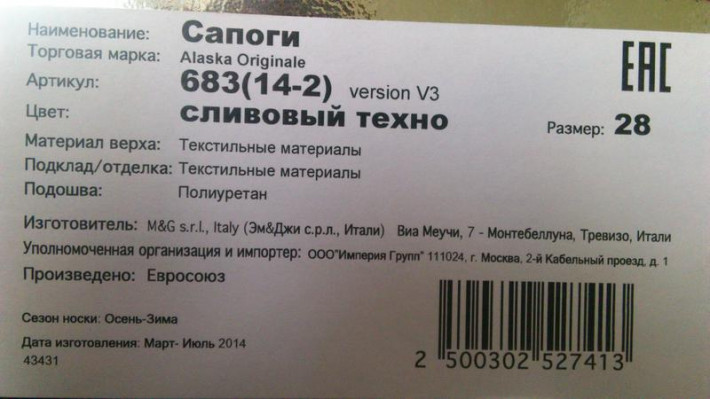 Наименование: Сапоги
Торговая марка: Alaska Originale
Артикул: 683(14-2) version V3
Цвет: сливовый техно Размер: 28
Материал верха: Текстильные материалы
Подклад/отделка: Текстильные материалы
Подошва: Полиуретан
Изготовитель: M&G s.r.l., Italy (Эм&Джи с.р.л., Итали) Виа Меучи, 7 - Монтебеллуна, Тревизо, Итали
Уполномоченная организация и импортер: ООО"Империя Групп" 111024, г. Москва, 2-й Кабельный проезд, д. 1
Произведено: Евросоюз
Сезон носки: Осень-Зима
Дата изготовления: Март- Июль 2014
43431
2 500302 527413
EAC